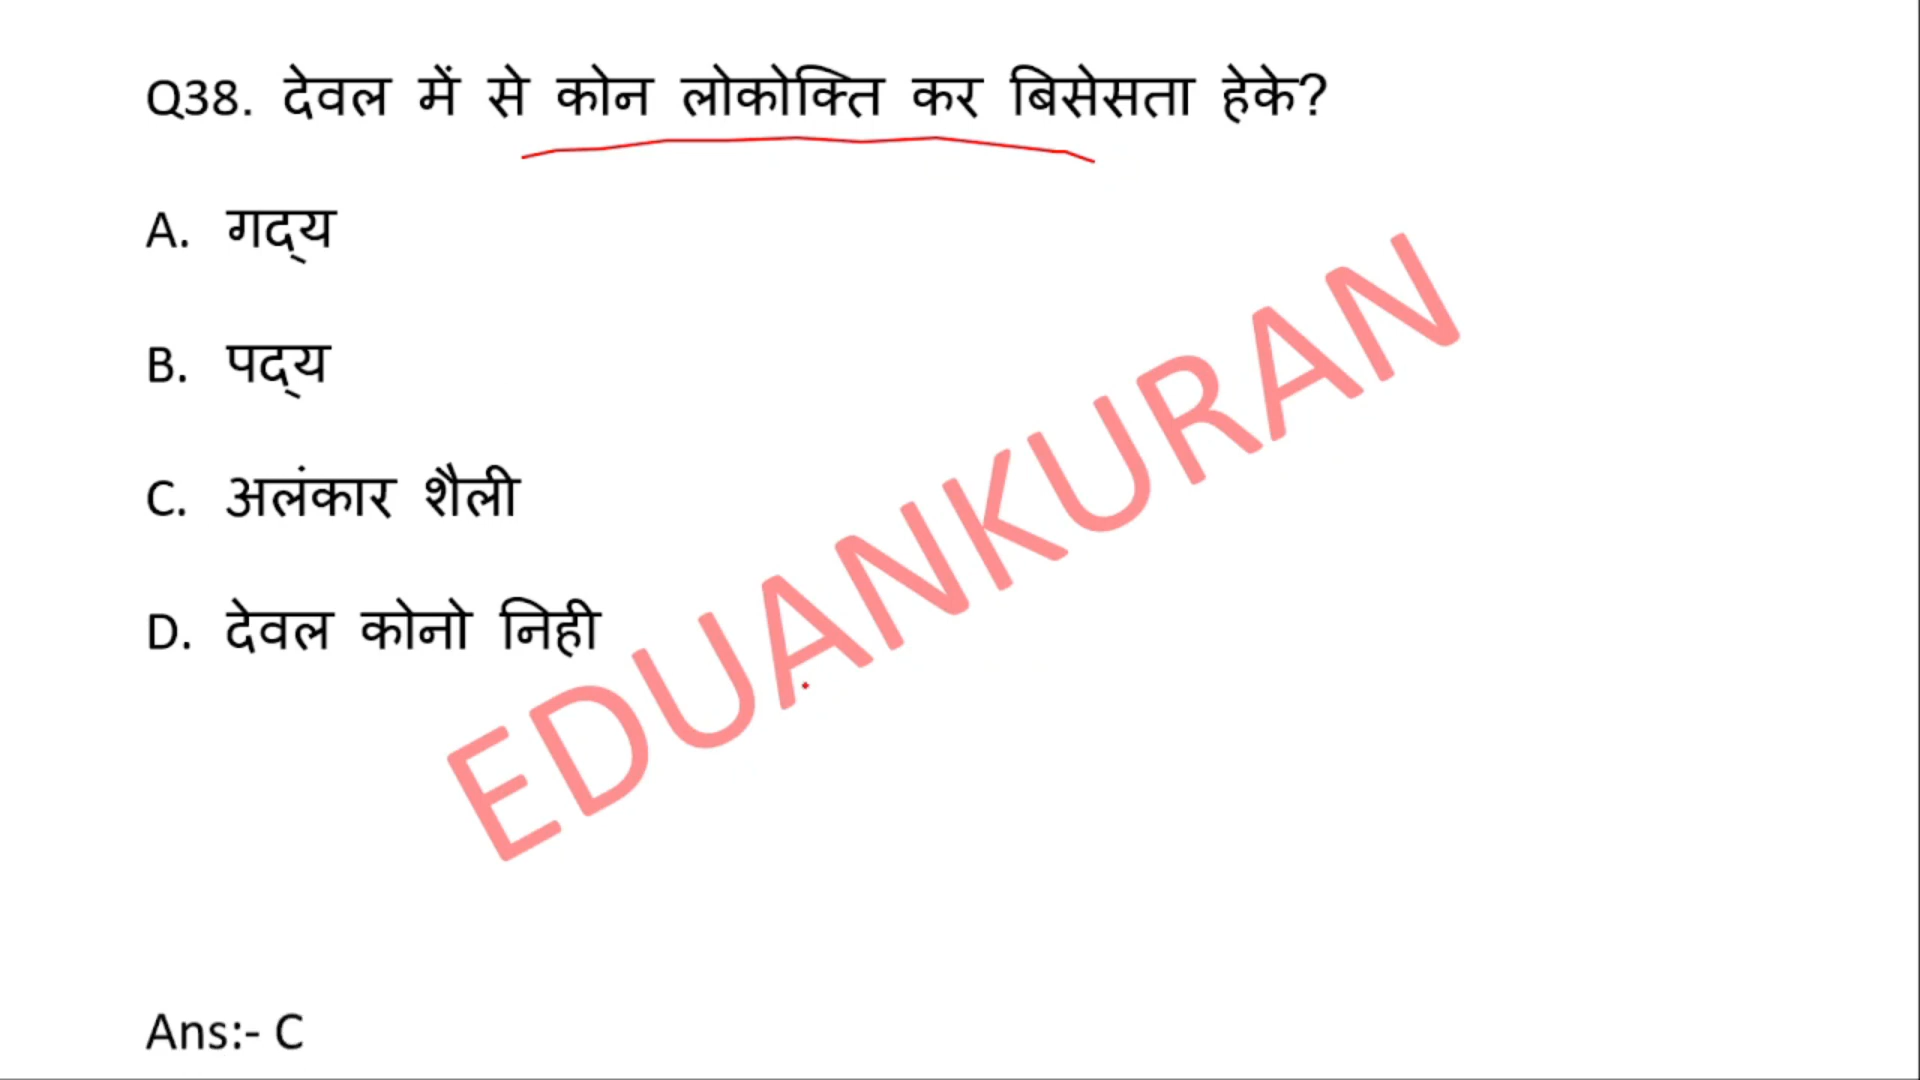 Q38. देवल में से कोन लोकोक्ति कर बिसेसता हेके?
A. गद्य
B. पद्य
C. अलंकार शैली
D. देवल कोनो निही
EDUANKURAN
Ans:- C